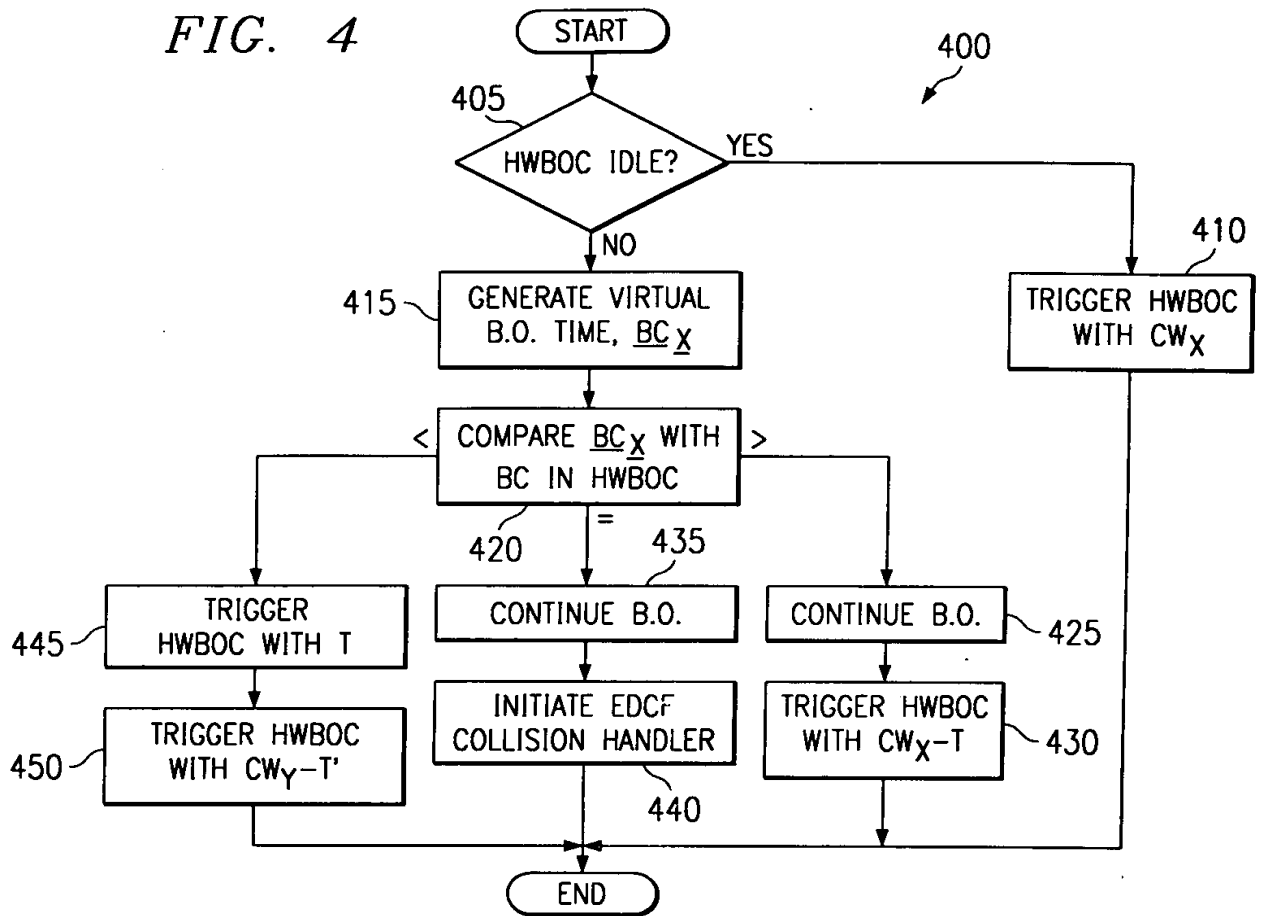 FIG. 4
START
400
405
HWBOC IDLE?
YES
NO
410
TRIGGER HWBOC
WITH CWX
415
GENERATE VIRTUAL
B.O. TIME, BCX
<
COMPARE BCX WITH
BC IN HWBOC
>
420
=
435
445
TRIGGER
HWBOC WITH T
CONTINUE B.O.
CONTINUE B.O.
425
450
TRIGGER HWBOC
WITH CWY-T'
INITIATE EDCF
COLLISION HANDLER
440
TRIGGER HWBOC
WITH CWX-T
430
END